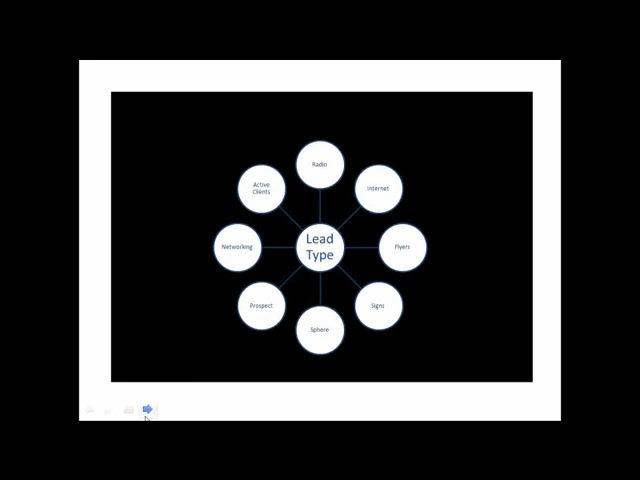 Radio
Active
Clients
Internet
Networking
Lead
Type
Flyers
Prospect
Signs
Sphere